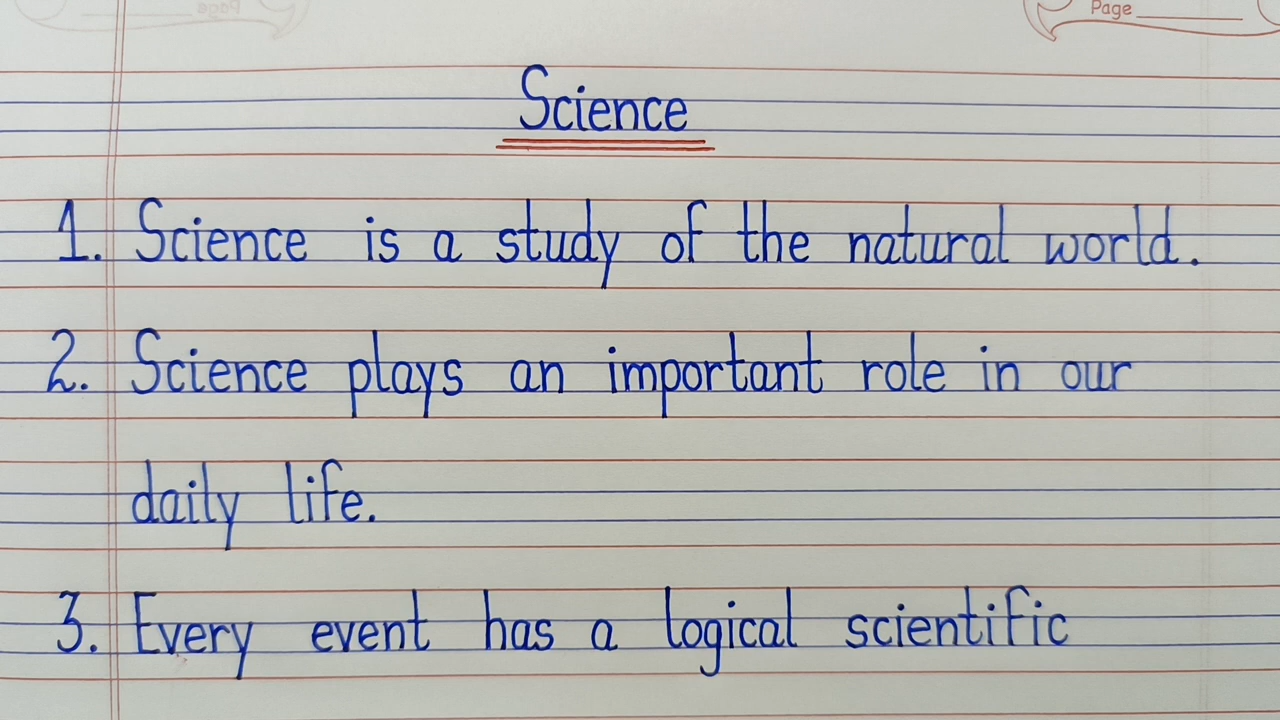 Page
Science
1. Science is a study of the natural world.
2. Science plays an important role in our
daily life.
3. Every event has a logical scientific